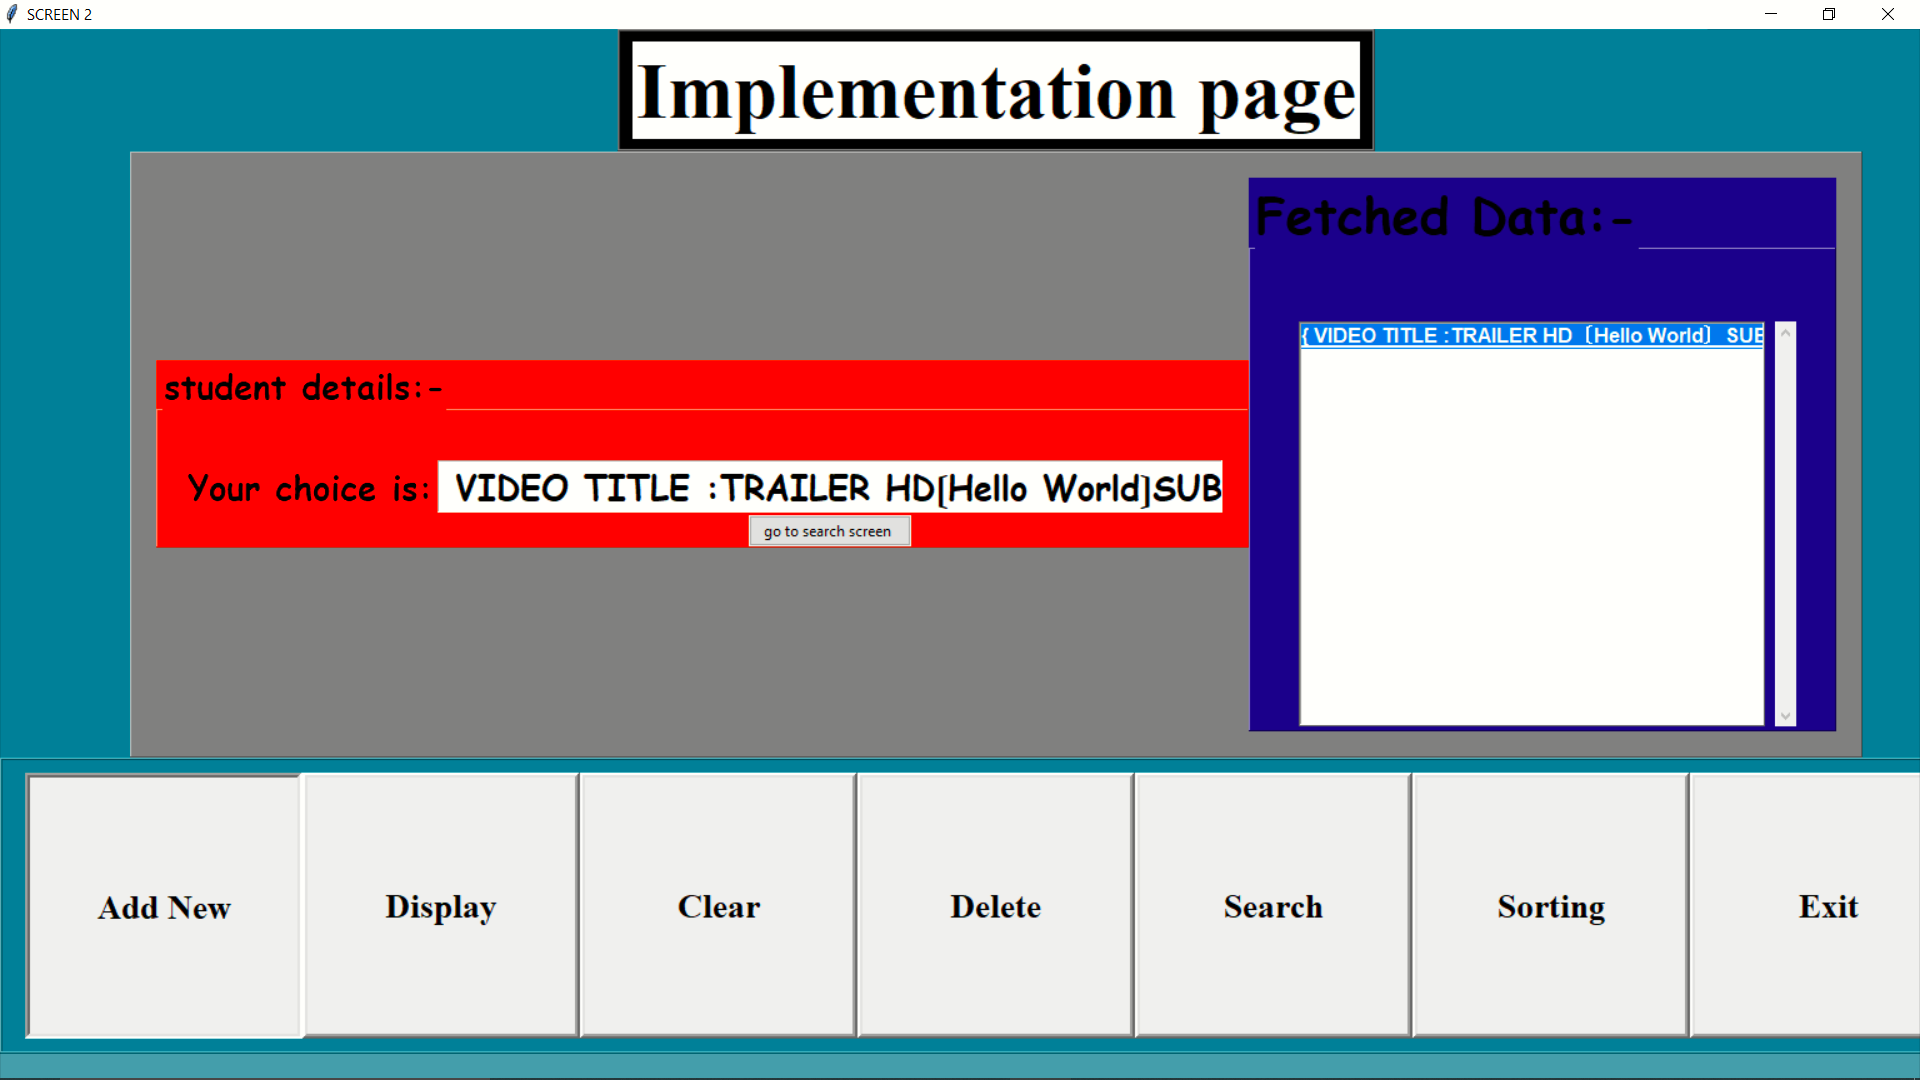 SCREEN 2
Implementation page
Fetched Data:-
{ VIDEO TITLE :TRAILER HD〔Hello World〕 SUB
student details:-
Your choice is: VIDEO TITLE :TRAILER HD〔Hello World〕SUB
go to search screen
Add New
Display
Clear
Delete
Search
Sorting
Exit